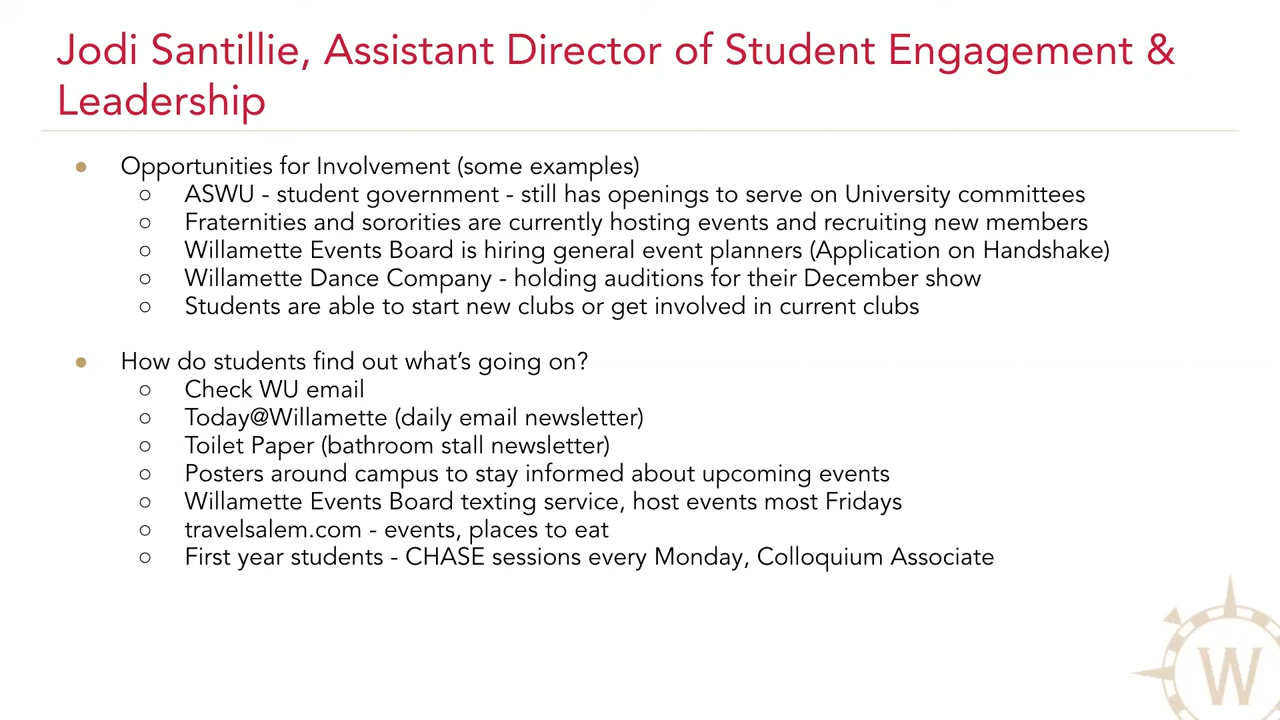 Jodi Santillie, Assistant Director of Student Engagement &
Leadership
● Opportunities for Involvement (some examples)
○ ASWU - student government - still has openings to serve on University committees
○ Fraternities and sororities are currently hosting events and recruiting new members
○ Willamette Events Board is hiring general event planners (Application on Handshake)
○ Willamette Dance Company - holding auditions for their December show
○ Students are able to start new clubs or get involved in current clubs
● How do students find out what's going on?
○ Check WU email
○ Today@Willamette (daily email newsletter)
○ Toilet Paper (bathroom stall newsletter)
○ Posters around campus to stay informed about upcoming events
○ Willamette Events Board texting service, host events most Fridays
○ travelsalem.com - events, places to eat
○ First year students - CHASE sessions every Monday, Colloquium Associate
W